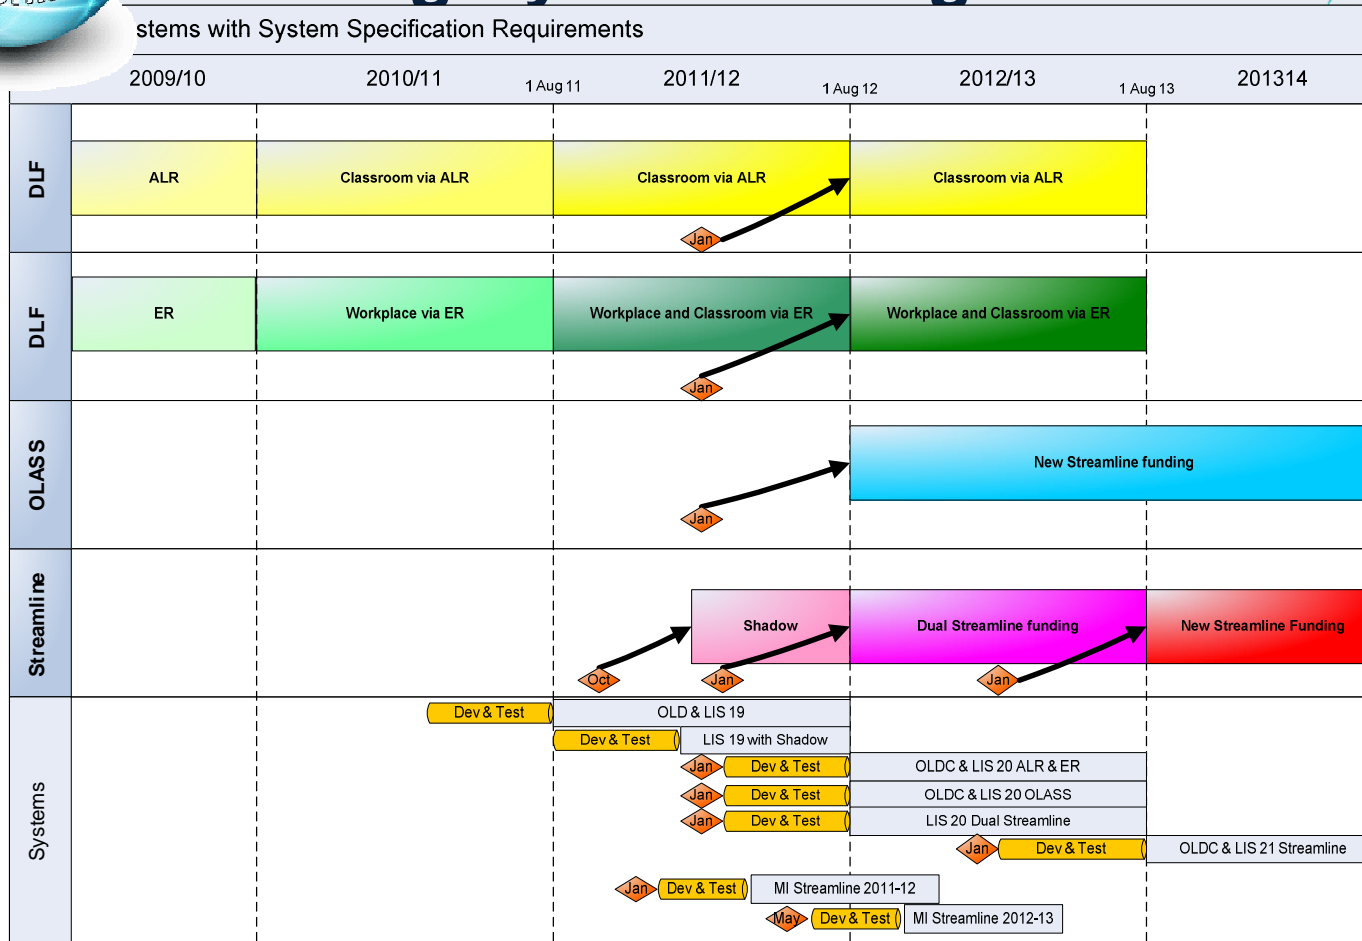 stems with System Specification Requirements
2009/10
2010/11
1 Aug 11
2011/12
1 Aug 12
2012/13
1 Aug 13
201314
DLF
ALR
Classroom via ALR
Classroom via ALR
Classroom via ALR
Jan
DLF
ER
Workplace via ER
Workplace and Classroom via ER
Workplace and Classroom via ER
Jan
OLASS
New Streamline funding
Jan
Streamline
Shadow
Dual Streamline funding
New Streamline Funding
Oct
Jan
Jan
Systems
Dev & Test
OLD & LIS 19
Dev & Test
LIS 19 with Shadow
Jan
Dev & Test
OLDC & LIS 20 ALR & ER
Jan
Dev & Test
OLDC & LIS 20 OLASS
Jan
Dev & Test
LIS 20 Dual Streamline
Jan
Dev & Test
OLDC & LIS 21 Streamline
Jan
Dev & Test
MI Streamline 2011-12
May
Dev & Test
MI Streamline 2012-13